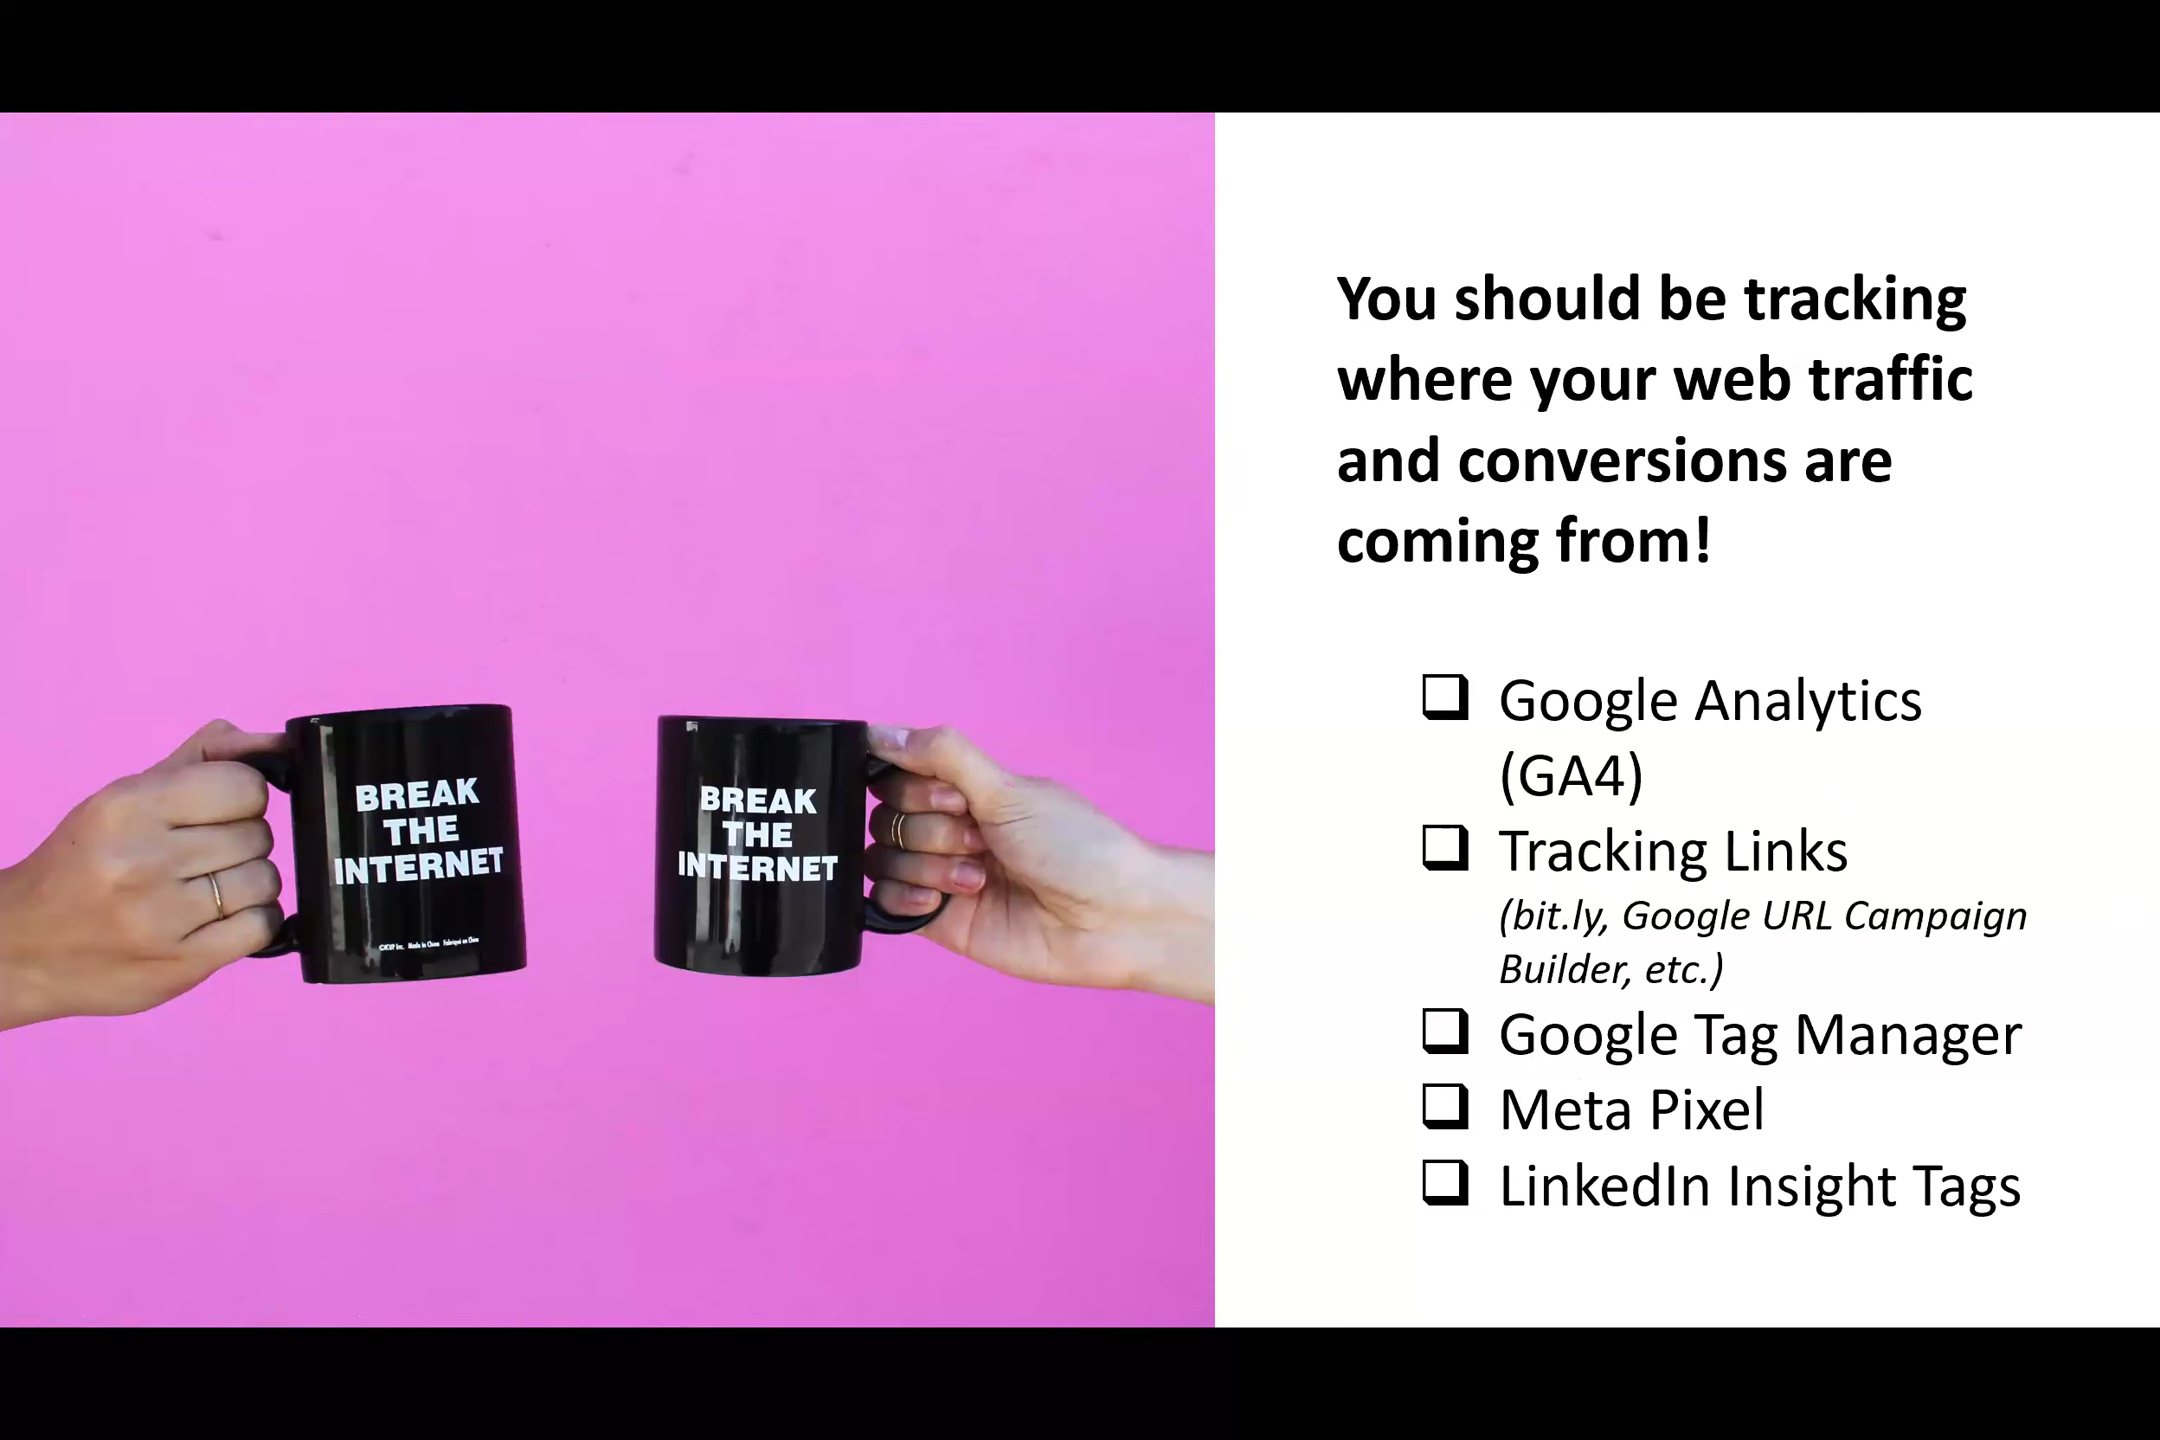 BREAK
THE
INTERNET
BREAK
THE
INTERNET
You should be tracking
where your web traffic
and conversions are
coming from!
Google Analytics
(GA4)
Tracking Links
(bit.ly, Google URL Campaign
Builder, etc.)
Google Tag Manager
Meta Pixel
LinkedIn Insight Tags